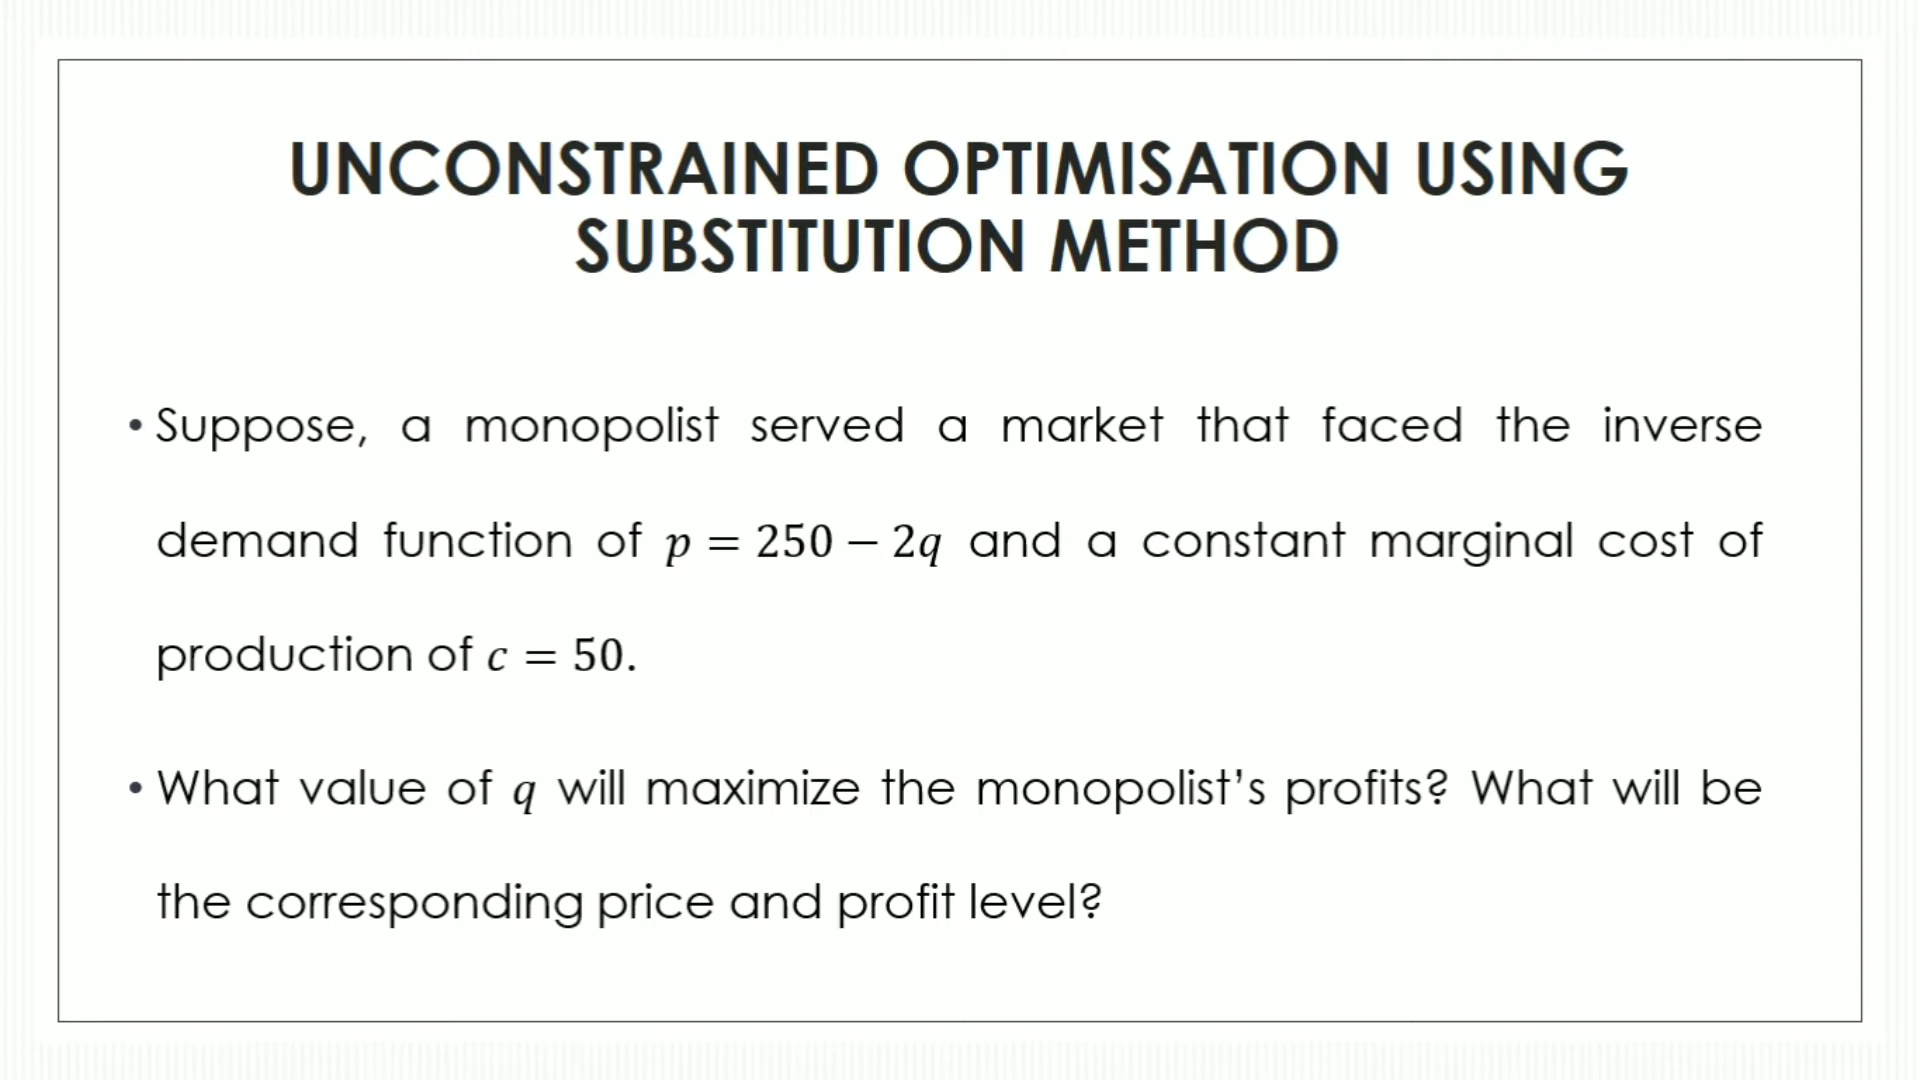 UNCONSTRAINED OPTIMISATION USING
SUBSTITUTION METHOD
• Suppose, a monopolist served a market that faced the inverse
demand function of p = 250 − 2q and a constant marginal cost of
production of c = 50.
• What value of q will maximize the monopolist’s profits? What will be
the corresponding price and profit level?